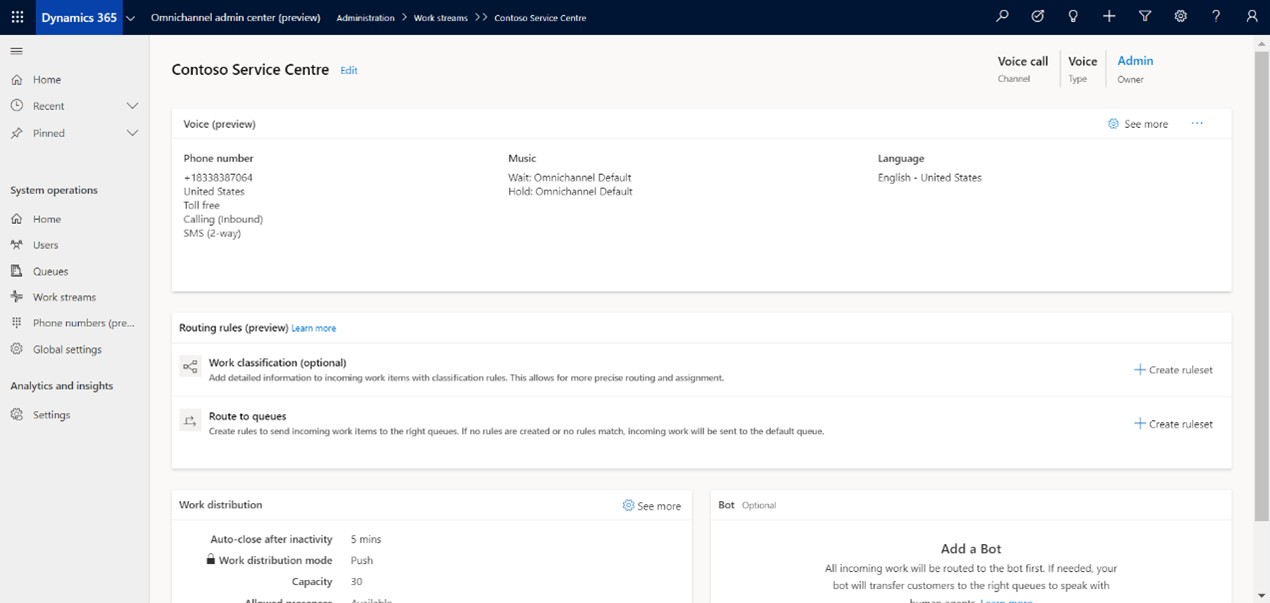 Dynamics 365
Omnichannel admin center (preview)
Administration
Work streams
Contoso Service Centre
Home
Recent
Pinned
System operations
Home
Users
Queues
Work streams
Phone numbers (pre...
Global settings
Analytics and insights
Settings
Contoso Service Centre Edit
Voice call
Channel
Voice
Type
Admin
Owner
Voice (preview)
See more ...
Phone number
+18338387064
United States
Toll free
Calling (Inbound)
SMS (2-way)
Music
Wait: Omnichannel Default
Hold: Omnichannel Default
Language
English - United States
Routing rules (preview) Learn more
Work classification (optional)
Add detailed information to incoming work items with classification rules. This allows for more precise routing and assignment.
Create ruleset
Route to queues
Create rules to send incoming work items to the right queues. If no rules are created or no rules match, incoming work will be sent to the default queue.
Create ruleset
Work distribution
See more
Auto-close after inactivity 5 mins
Work distribution mode Push
Capacity 30
Allowed presences Available
Bot Optional
Add a Bot
All incoming work will be routed to the bot first. If needed, your
bot will transfer customers to the right queues to speak with
human agents. Learn more